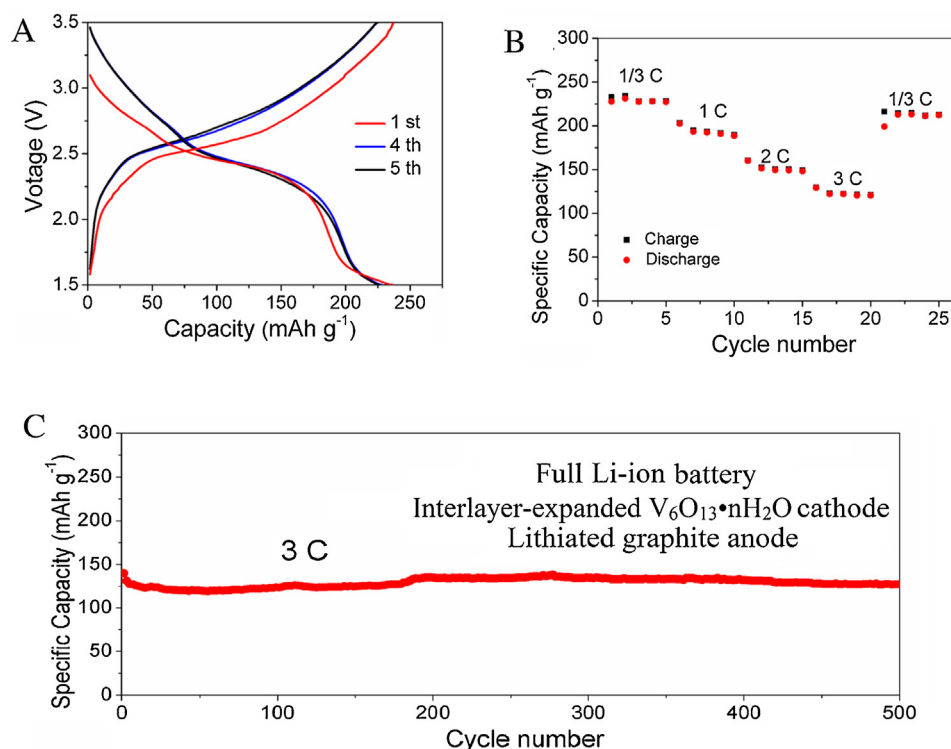 A
Votage (V)
3.5
3.0
2.5
2.0
1.5
1 st
4 th
5 th
0 50 100 150 200 250
Capacity (mAh g⁻¹)
B
Specific Capacity (mAh g⁻¹)
300
250
200
150
100
50
0
1/3 C
1 C
2 C
3 C
1/3 C
Charge
Discharge
0 5 10 15 20 25
Cycle number
C
Specific Capacity (mAh g⁻¹)
300
250
200
150
100
50
0
Full Li-ion battery
Interlayer-expanded V₆O₁₃•nH₂O cathode
Lithiated graphite anode
3 C
0 100 200 300 400 500
Cycle number